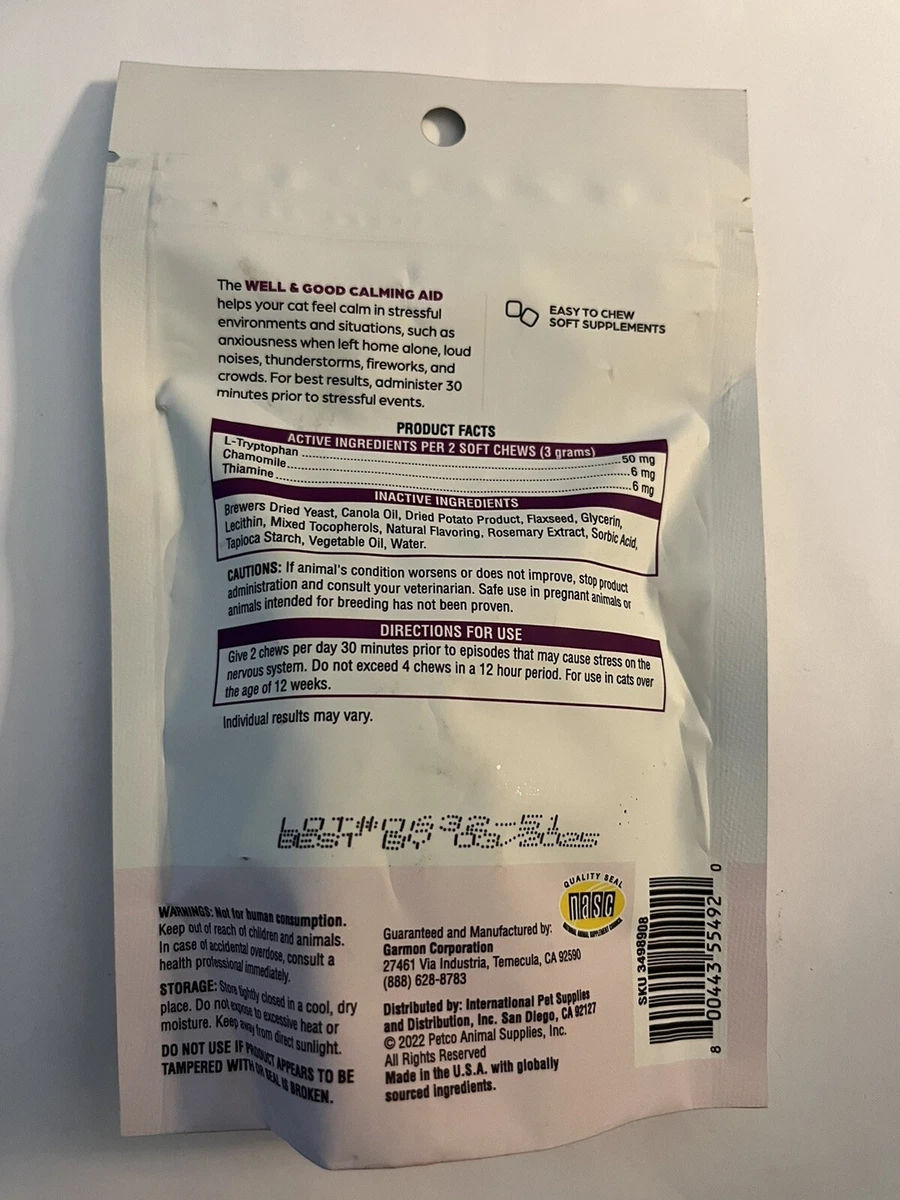 The WELL & GOOD CALMING AID
helps your cat feel calm in stressful
environments and situations, such as
anxiousness when left home alone, loud
noises, thunderstorms, fireworks, and
crowds. For best results, administer 30
minutes prior to stressful events.
EASY TO CHEW
SOFT SUPPLEMENTS
PRODUCT FACTS
ACTIVE INGREDIENTS PER 2 SOFT CHEWS (3 grams)
L-Tryptophan 50 mg
Chamomile 6 mg
Thiamine 6 mg
INACTIVE INGREDIENTS
Brewers Dried Yeast, Canola Oil, Dried Potato Product, Flaxseed, Glycerin,
Lecithin, Mixed Tocopherols, Natural Flavoring, Rosemary Extract, Sorbic Acid,
Tapioca Starch, Vegetable Oil, Water.
CAUTIONS: If animal's condition worsens or does not improve, stop product
administration and consult your veterinarian. Safe use in pregnant animals or
animals intended for breeding has not been proven.
DIRECTIONS FOR USE
Give 2 chews per day 30 minutes prior to episodes that may cause stress on the
nervous system. Do not exceed 4 chews in a 12 hour period. For use in cats over
the age of 12 weeks.
Individual results may vary.
BEST BY 03/2025
WARNINGS: Not for human consumption.
Keep out of reach of children and animals.
In case of accidental overdose, consult a
health professional immediately.
STORAGE: Store tightly closed in a cool, dry
place. Do not expose to excessive heat or
moisture. Keep away from direct sunlight.
DO NOT USE IF PRODUCT APPEARS TO BE
TAMPERED WITH OR SEAL IS BROKEN.
QUALITY SEAL
nasc
NATIONAL ANIMAL SUPPLEMENT COUNCIL
Guaranteed and Manufactured by:
Garmon Corporation
27461 Via Industria, Temecula, CA 92590
(888) 628-8783
Distributed by: International Pet Supplies
and Distribution, Inc. San Diego, CA 92127
© 2022 Petco Animal Supplies, Inc.
All Rights Reserved
Made in the U.S.A. with globally
sourced ingredients.
SKU 3498908
8 00443 55492 0